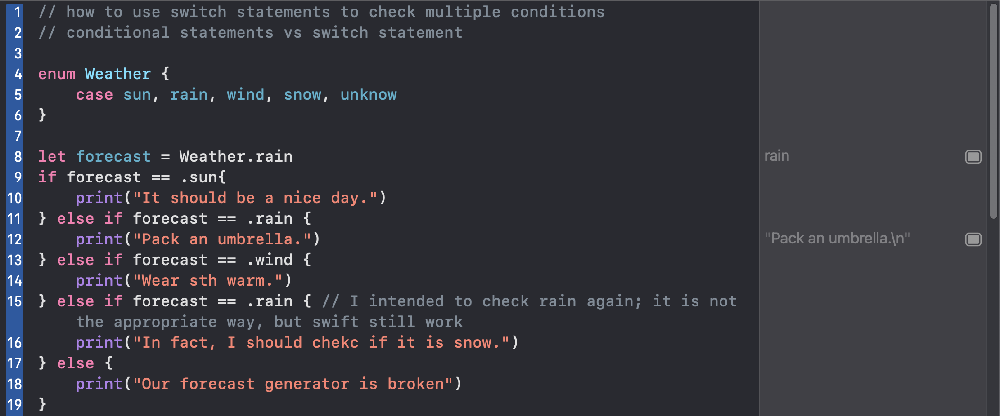 1 // how to use switch statements to check multiple conditions
2 // conditional statements vs switch statement
3
4 enum Weather {
5     case sun, rain, wind, snow, unknow
6 }
7
8 let forecast = Weather.rain rain
9 if forecast == .sun{
10     print("It should be a nice day.")
11 } else if forecast == .rain {
12     print("Pack an umbrella.") "Pack an umbrella.\n"
13 } else if forecast == .wind {
14     print("Wear sth warm.")
15 } else if forecast == .rain { // I intended to check rain again; it is not
the appropriate way, but swift still work
16     print("In fact, I should chekc if it is snow.")
17 } else {
18     print("Our forecast generator is broken")
19 }